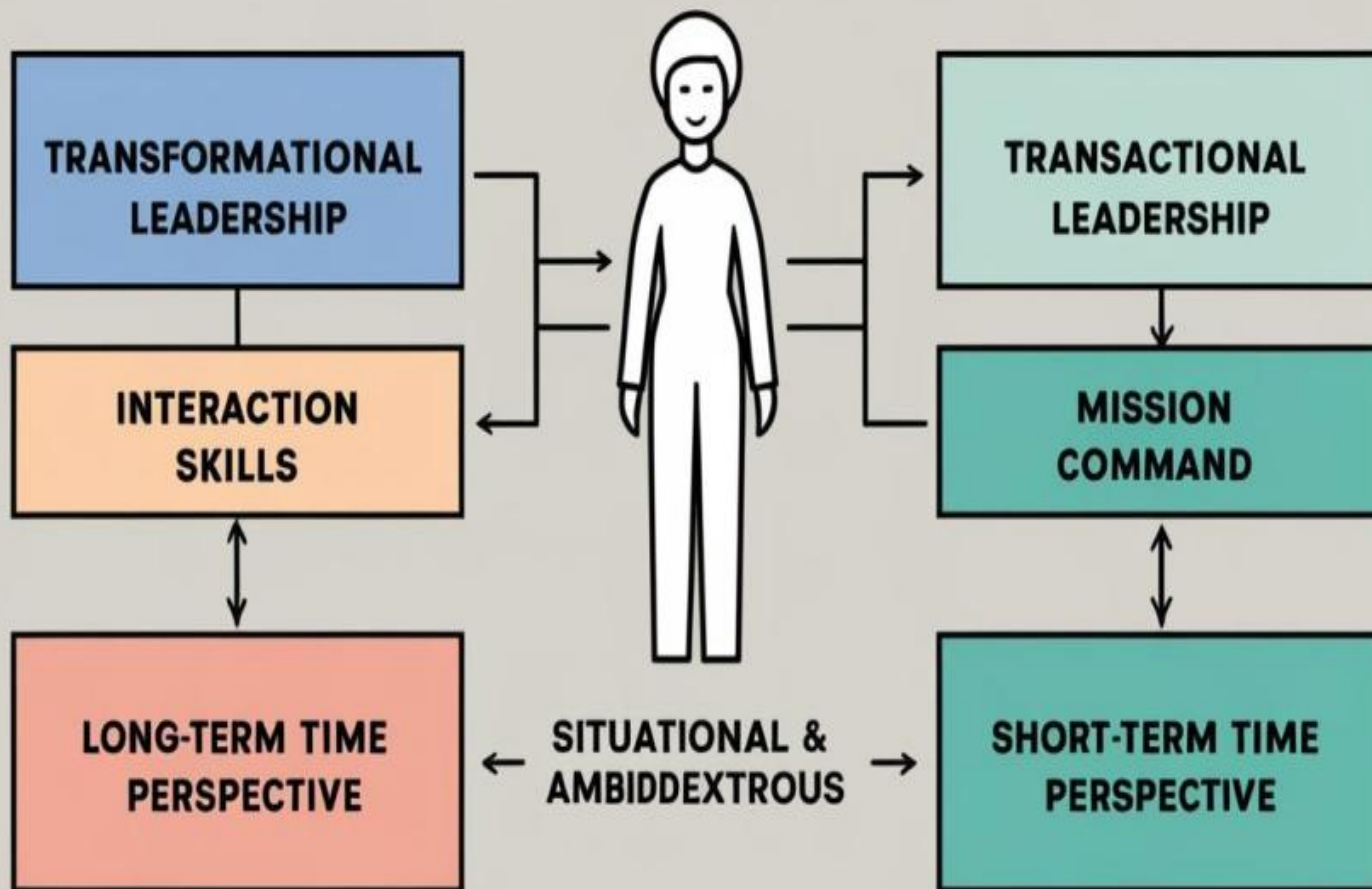 TRANSFORMATIONAL
LEADERSHIP
TRANSACTIONAL
LEADERSHIP
INTERACTION
SKILLS
MISSION
COMMAND
LONG-TERM TIME
PERSPECTIVE
SITUATIONAL &
AMBIDDEXTROUS
SHORT-TERM TIME
PERSPECTIVE